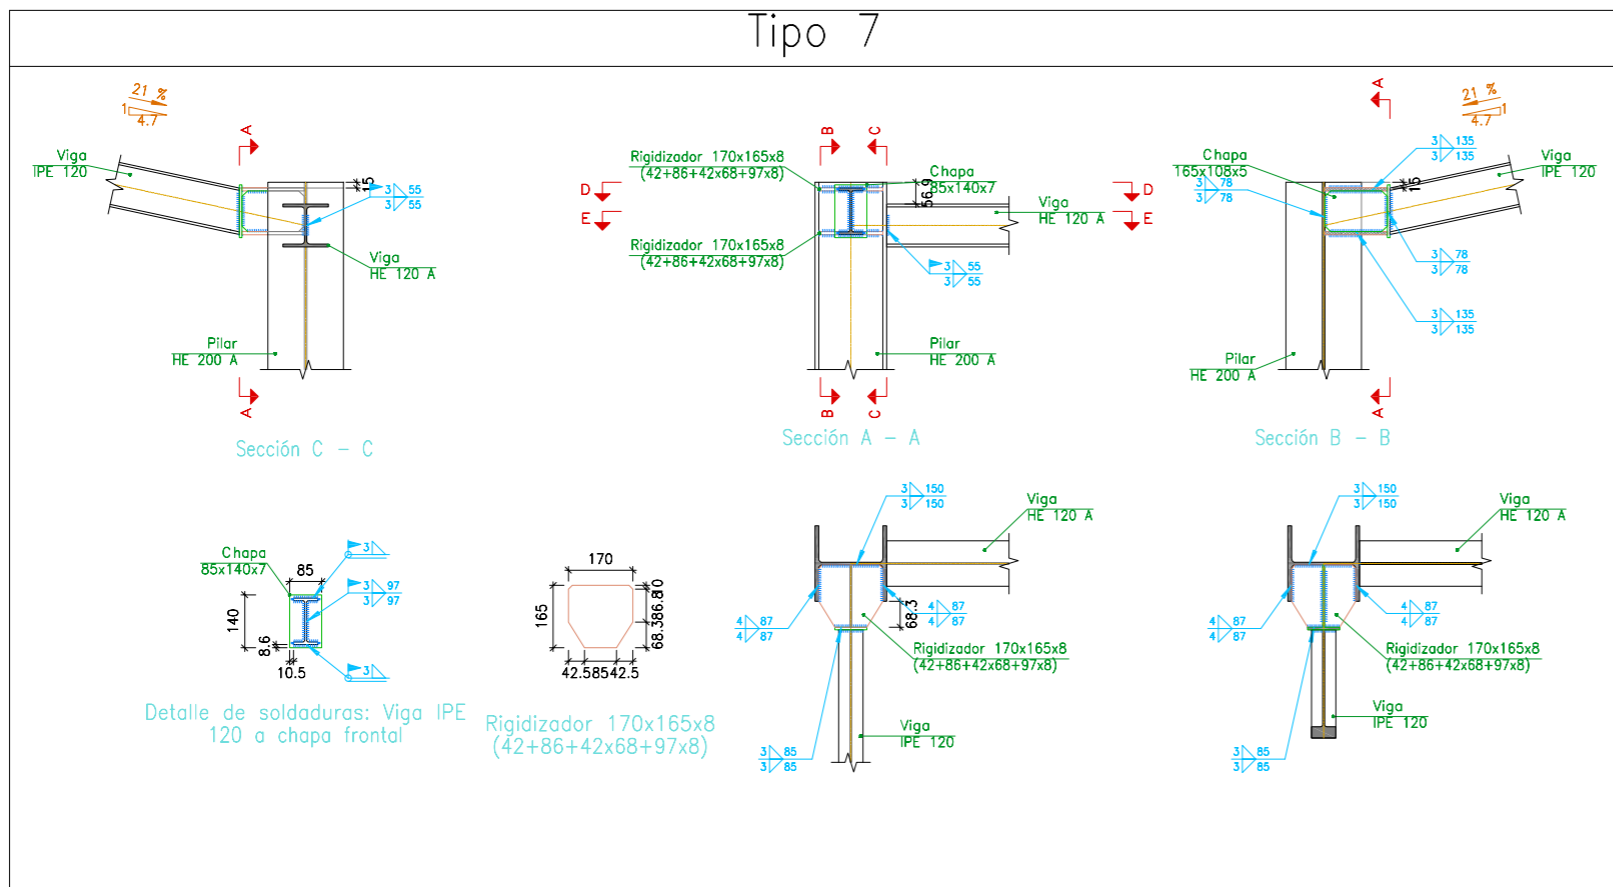 Tipo 7
21 %
1
4.7
A
Viga
IPE 120
15
3 55
3 55
Viga
HE 120 A
Pilar
HE 200 A
A
Sección C - C
B
C
Rigidizador 170x165x8
(42+86+42x68+97x8)
Chapa
85x140x7
D
D
56.9
E
E
Viga
HE 120 A
Rigidizador 170x165x8
(42+86+42x68+97x8)
3 55
3 55
Pilar
HE 200 A
B
C
Sección A - A
A
21 %
1
4.7
3 135
3 135
Chapa
165x108x5
Viga
IPE 120
15
3 78
3 78
3 78
3 78
3 135
3 135
Pilar
HE 200 A
A
Sección B - B
Chapa
85x140x7
85
3
3 97
3 97
140
8.6
10.5
3
Detalle de soldaduras: Viga IPE
120 a chapa frontal
170
165
10
86.8
68.3
42.5
85
42.5
Rigidizador 170x165x8
(42+86+42x68+97x8)
3 150
3 150
Viga
HE 120 A
4 87
4 87
4 87
4 87
68.3
Rigidizador 170x165x8
(42+86+42x68+97x8)
Viga
IPE 120
3 85
3 85
3 150
3 150
Viga
HE 120 A
4 87
4 87
4 87
4 87
Rigidizador 170x165x8
(42+86+42x68+97x8)
Viga
IPE 120
3 85
3 85